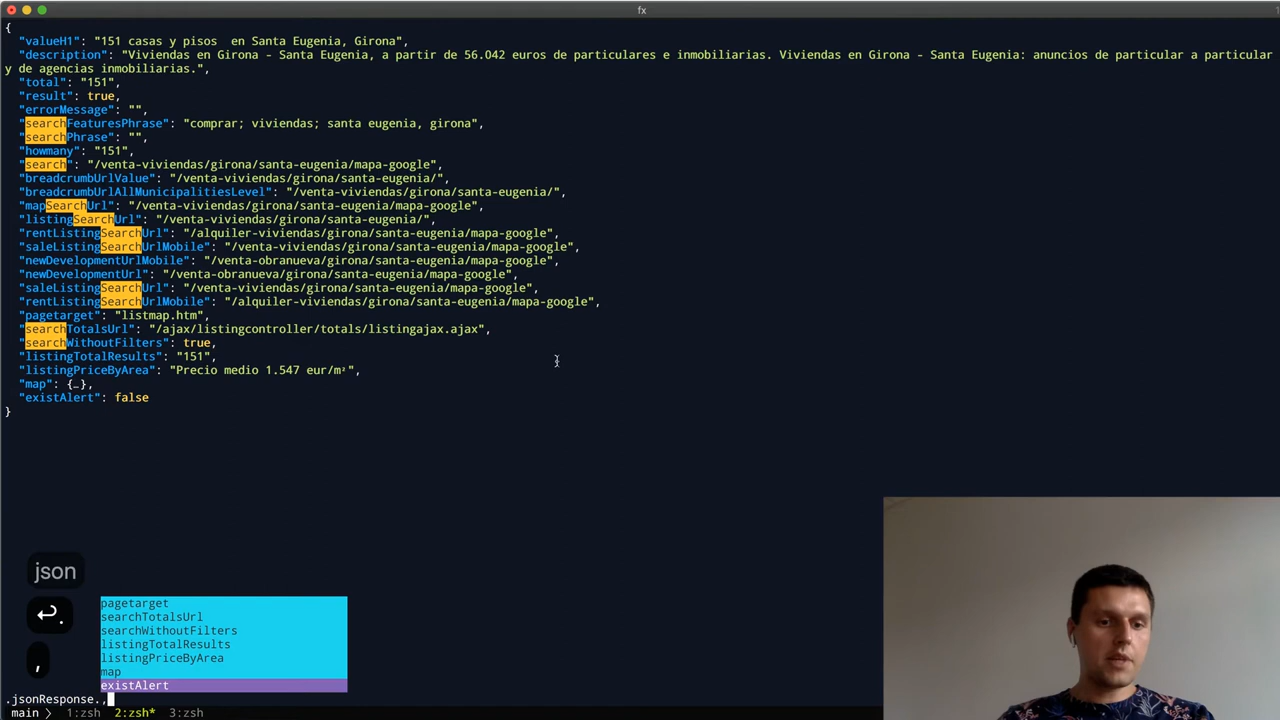 fx
{
"valueH1": "151 casas y pisos  en Santa Eugenia, Girona",
"description": "Viviendas en Girona - Santa Eugenia, a partir de 56.042 euros de particulares e inmobiliarias. Viviendas en Girona - Santa Eugenia: anuncios de particular a particular
y de agencias inmobiliarias.",
"total": "151",
"result": true,
"errorMessage": "",
"searchFeaturesPhrase": "comprar; viviendas; santa eugenia, girona",
"searchPhrase": "",
"howmany": "151",
"search": "/venta-viviendas/girona/santa-eugenia/mapa-google",
"breadcrumbUrlValue": "/venta-viviendas/girona/santa-eugenia/",
"breadcrumbUrlAllMunicipalitiesLevel": "/venta-viviendas/girona/santa-eugenia/",
"mapSearchUrl": "/venta-viviendas/girona/santa-eugenia/mapa-google",
"listingSearchUrl": "/venta-viviendas/girona/santa-eugenia/",
"rentListingSearchUrl": "/alquiler-viviendas/girona/santa-eugenia/mapa-google",
"saleListingSearchUrlMobile": "/venta-viviendas/girona/santa-eugenia/mapa-google",
"newDevelopmentUrlMobile": "/venta-obranueva/girona/santa-eugenia/mapa-google",
"newDevelopmentUrl": "/venta-obranueva/girona/santa-eugenia/mapa-google",
"saleListingSearchUrl": "/venta-viviendas/girona/santa-eugenia/mapa-google",
"rentListingSearchUrlMobile": "/alquiler-viviendas/girona/santa-eugenia/mapa-google",
"pagetarget": "listmap.htm",
"searchTotalsUrl": "/ajax/listingcontroller/totals/listingajax.ajax",
"searchWithoutFilters": true,
"listingTotalResults": "151",
"listingPriceByArea": "Precio medio 1.547 eur/m²",
"map": {…},
"existAlert": false
}
json
↩.
,
pagetarget
searchTotalsUrl
searchWithoutFilters
listingTotalResults
listingPriceByArea
map
existAlert
.jsonResponse.,
main 1:zsh 2:zsh* 3:zsh